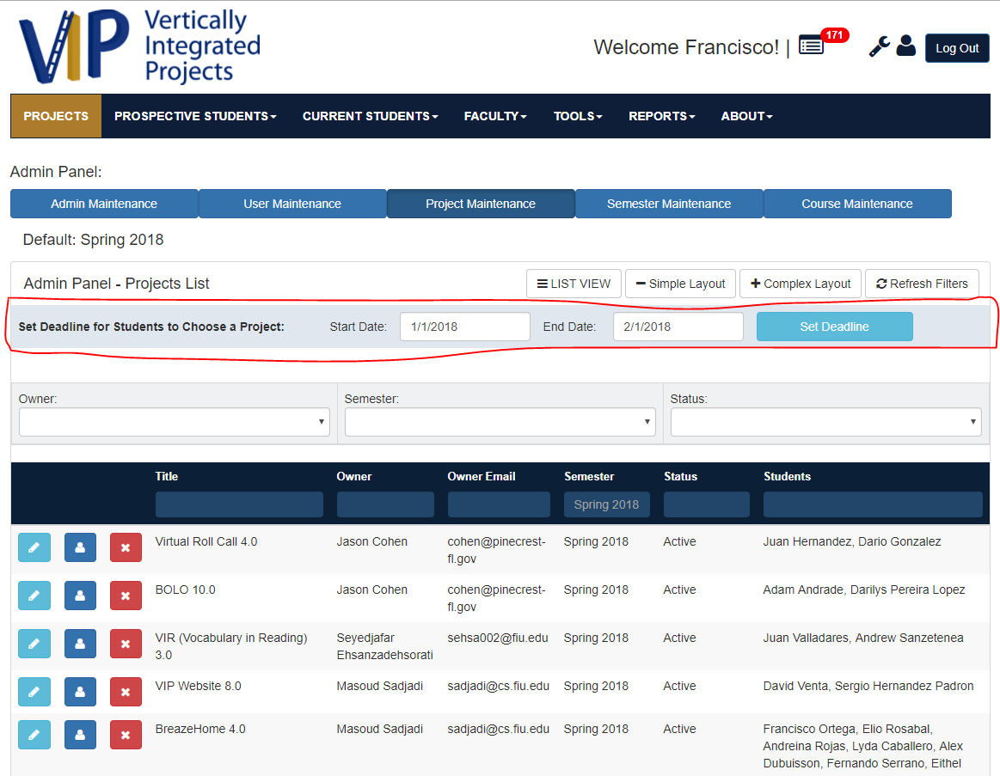 VIP Vertically
Integrated
Projects
Welcome Francisco! | 171 Log Out
PROJECTS PROSPECTIVE STUDENTS CURRENT STUDENTS FACULTY TOOLS REPORTS ABOUT
Admin Panel:
Admin Maintenance User Maintenance Project Maintenance Semester Maintenance Course Maintenance
Default: Spring 2018
Admin Panel - Projects List LIST VIEW Simple Layout Complex Layout Refresh Filters
Set Deadline for Students to Choose a Project: Start Date: 1/1/2018 End Date: 2/1/2018 Set Deadline
Owner: Semester: Status:
Title Owner Owner Email Semester Status Students
Spring 2018
Virtual Roll Call 4.0 Jason Cohen cohen@pinecrest- Spring 2018 Active Juan Hernandez, Dario Gonzalez
fl.gov
BOLO 10.0 Jason Cohen cohen@pinecrest- Spring 2018 Active Adam Andrade, Darilys Pereira Lopez
fl.gov
VIR (Vocabulary in Reading) Seyedjafar sehsa002@fiu.edu Spring 2018 Active Juan Valladares, Andrew Sanzetenea
3.0 Ehsanzadehsorati
VIP Website 8.0 Masoud Sadjadi sadjadi@cs.fiu.edu Spring 2018 Active David Venta, Sergio Hernandez Padron
BreazeHome 4.0 Masoud Sadjadi sadjadi@cs.fiu.edu Spring 2018 Active Francisco Ortega, Elio Rosabal,
Andreina Rojas, Lyda Caballero, Alex
Dubuisson, Fernando Serrano, Eithel